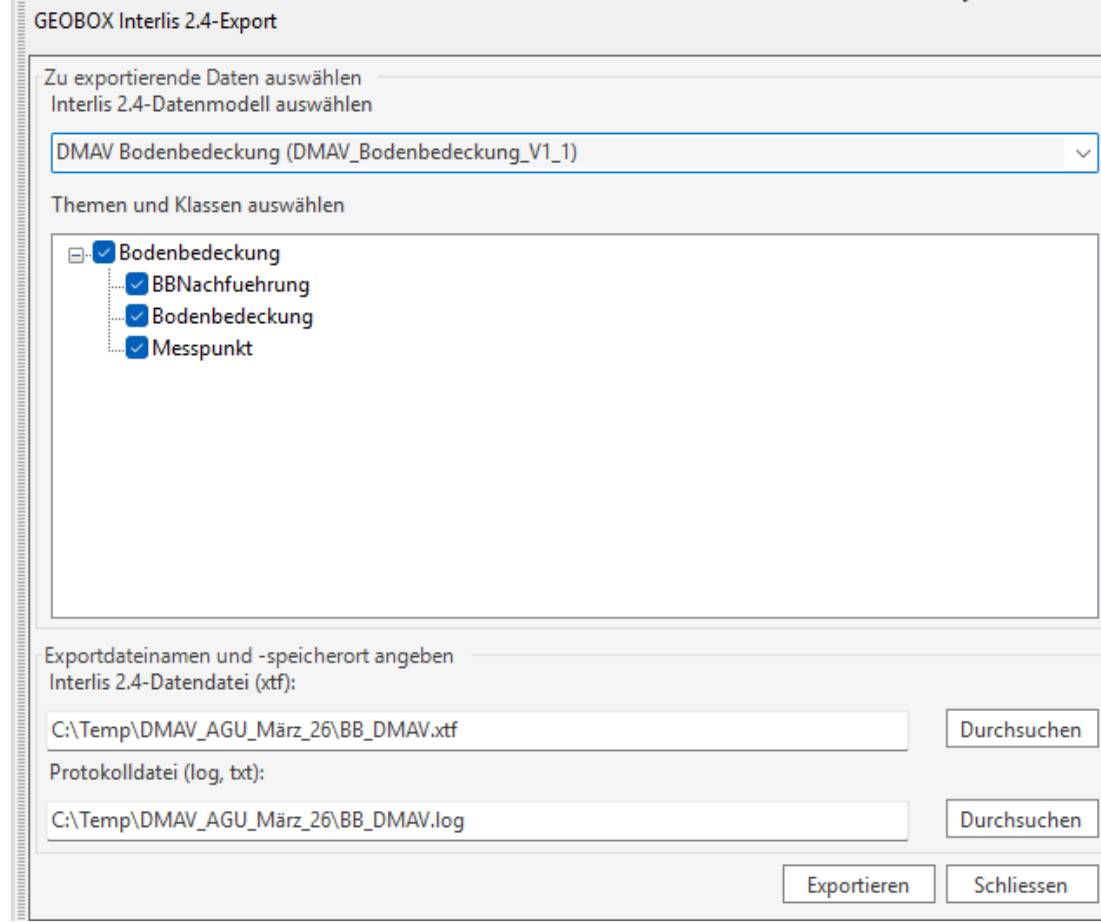 GEOBOX Interlis 2.4-Export
Zu exportierende Daten auswählen
Interlis 2.4-Datenmodell auswählen
DMAV Bodenbedeckung (DMAV_Bodenbedeckung_V1_1)
Themen und Klassen auswählen
Bodenbedeckung
BBNachfuehrung
Bodenbedeckung
Messpunkt
Exportdateinamen und -speicherort angeben
Interlis 2.4-Datendatei (xtf):
C:\Temp\DMAV_AGU_März_26\BB_DMAV.xtf
Durchsuchen
Protokolldatei (log, txt):
C:\Temp\DMAV_AGU_März_26\BB_DMAV.log
Durchsuchen
Exportieren
Schliessen